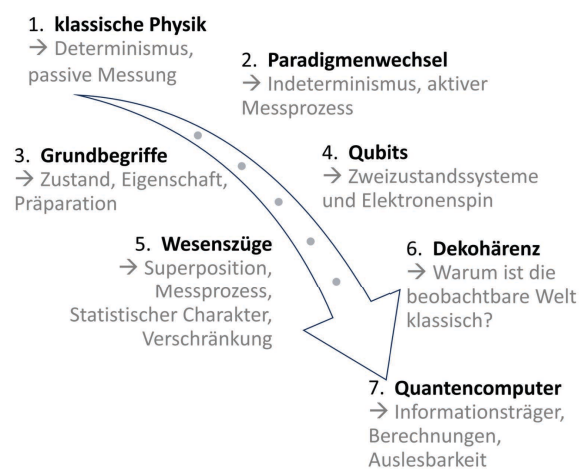 1. klassische Physik
→ Determinismus,
passive Messung
2. Paradigmenwechsel
→ Indeterminismus, aktiver
Messprozess
3. Grundbegriffe
→ Zustand, Eigenschaft,
Präparation
4. Qubits
→ Zweizustandssysteme
und Elektronenspin
5. Wesenszüge
→ Superposition,
Messprozess,
Statistischer Charakter,
Verschränkung
6. Dekohärenz
→ Warum ist die
beobachtbare Welt
klassisch?
7. Quantencomputer
→ Informationsträger,
Berechnungen,
Auslesbarkeit